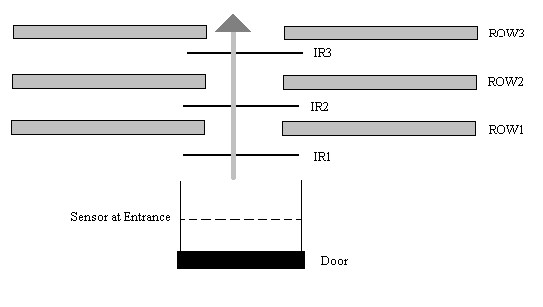 ROW3
IR3
ROW2
IR2
ROW1
IR1
Sensor at Entrance
Door